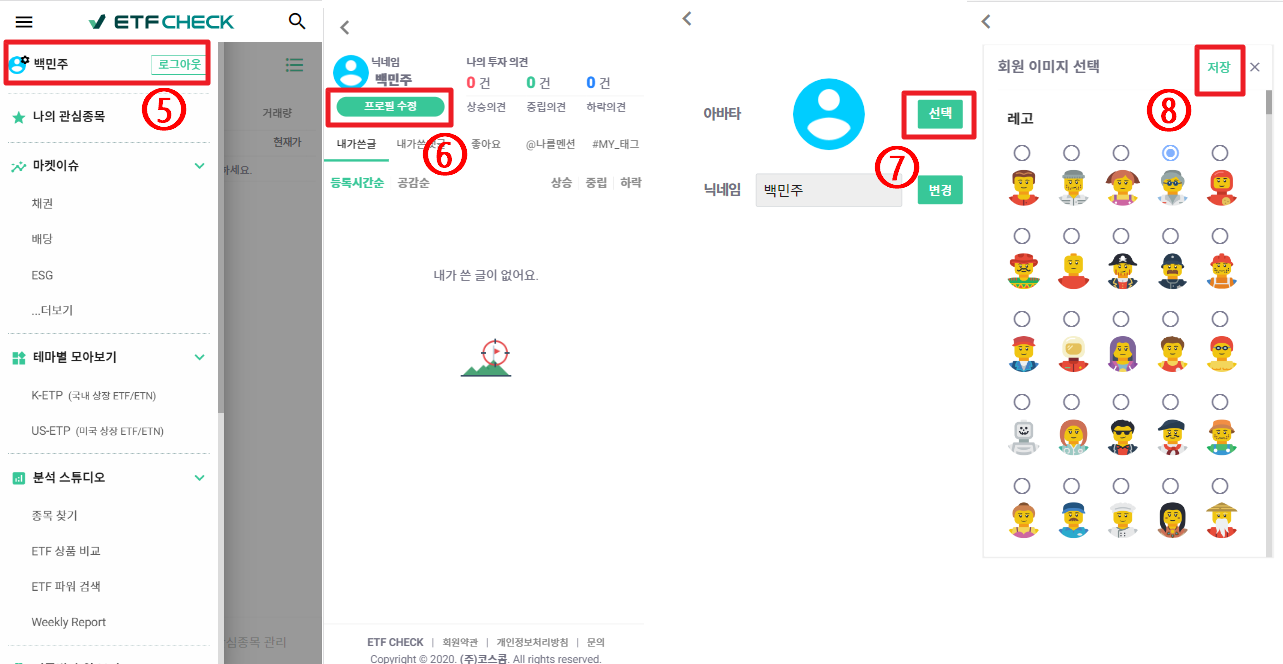 ETFCHECK
백민주
로그아웃
⑤
나의 관심종목
마켓이슈
채권
배당
ESG
...더보기
테마별 모아보기
K-ETP (국내 상장 ETF/ETN)
US-ETP (미국 상장 ETF/ETN)
분석 스튜디오
종목 찾기
ETF 상품 비교
ETF 파워 검색
Weekly Report
거래량
현재가
하세요.
심종목 관리
닉네임
백민주
프로필 수정
⑥
나의 투자 의견
0 건
0 건
0 건
상승의견
중립의견
하락의견
내가쓴글
내가쓴
좋아요
@나를멘션
#MY_태그
등록시간순
공감순
상승
중립
하락
내가 쓴 글이 없어요.
ETF CHECK | 회원약관 | 개인정보처리방침 | 문의
Copyright © 2020. (주)코스콤. All rights reserved.
아바타
선택
⑦
닉네임
백민주
변경
회원 이미지 선택
저장
⑧
레고